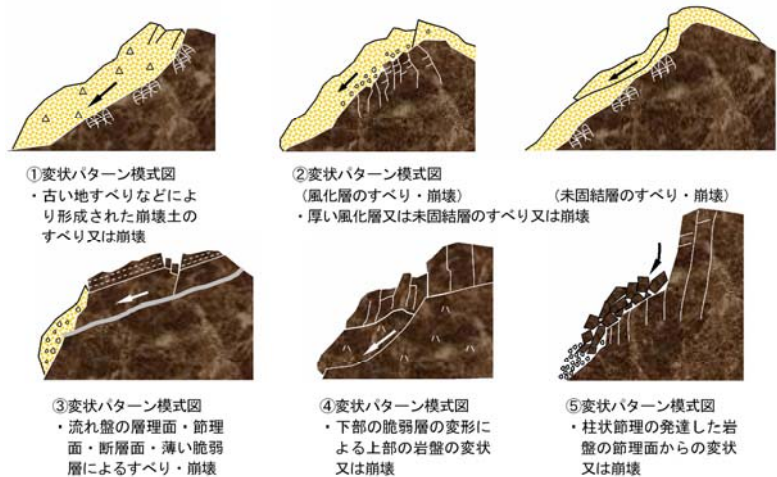 ①変状パターン模式図
・古い地すべりなどによ
り形成された崩壊土の
すべり又は崩壊
②変状パターン模式図
(風化層のすべり・崩壊)
(未固結層のすべり・崩壊)
・厚い風化層又は未固結層のすべり又は崩壊
③変状パターン模式図
・流れ盤の層理面・節理
面・断層面・薄い脆弱
層によるすべり・崩壊
④変状パターン模式図
・下部の脆弱層の変形に
よる上部の岩盤の変状
又は崩壊
⑤変状パターン模式図
・柱状節理の発達した岩
盤の節理面からの変状
又は崩壊